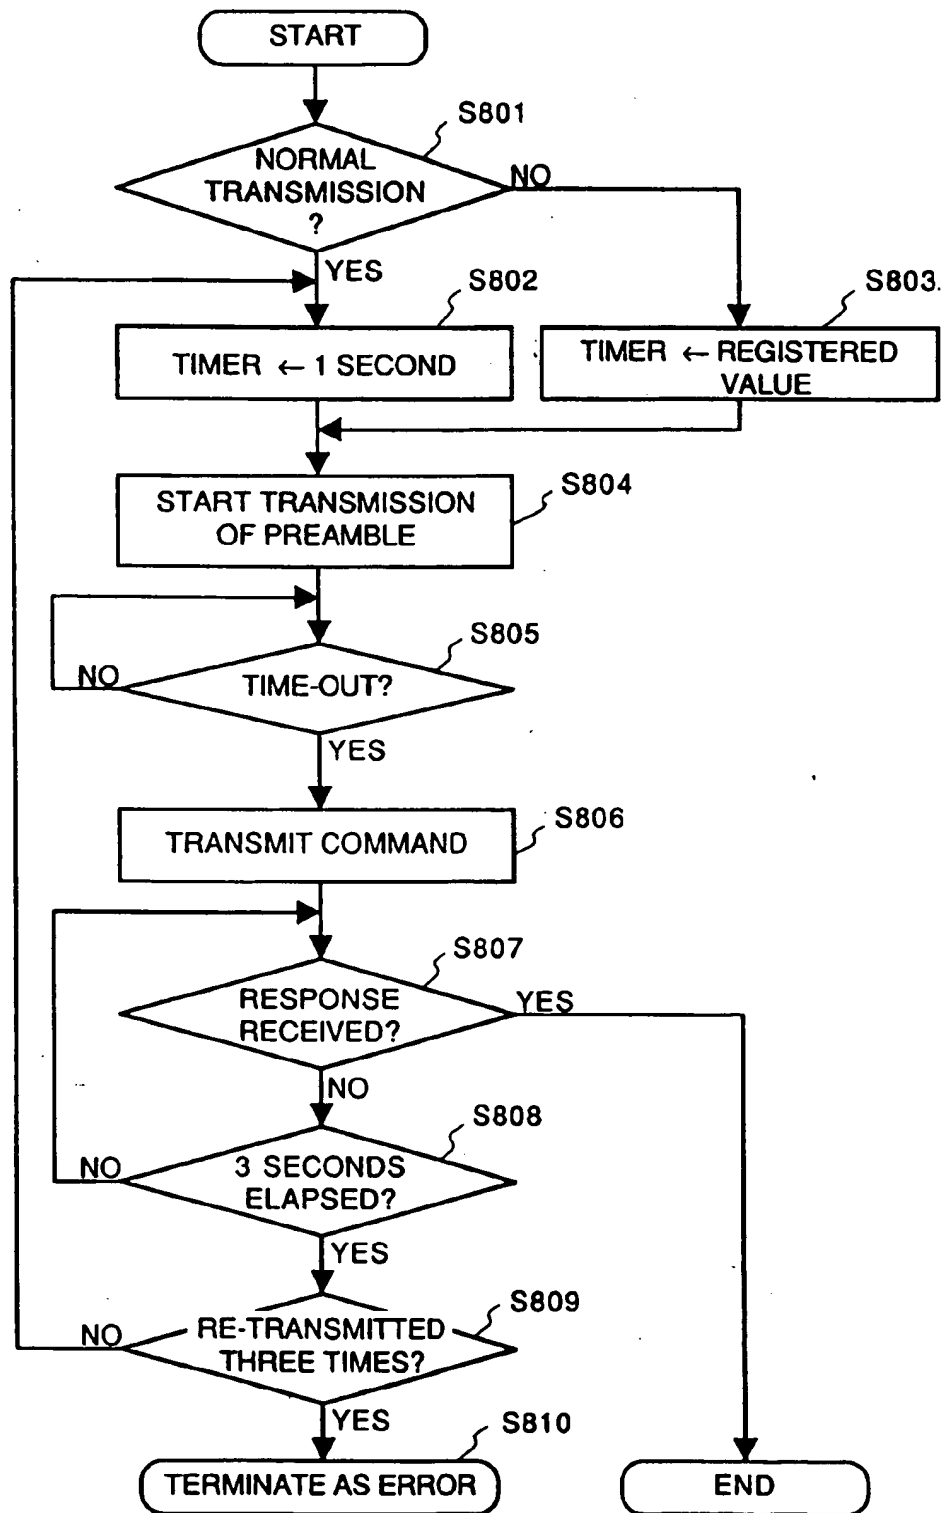 START
S801
NORMAL
TRANSMISSION
?
NO
YES
S802
S803.
TIMER ← 1 SECOND
TIMER ← REGISTERED
VALUE
S804
START TRANSMISSION
OF PREAMBLE
S805
NO
TIME-OUT?
YES
S806
TRANSMIT COMMAND
S807
RESPONSE
RECEIVED?
YES
NO
S808
NO
3 SECONDS
ELAPSED?
YES
S809
NO
RE-TRANSMITTED
THREE TIMES?
YES
S810
TERMINATE AS ERROR
END